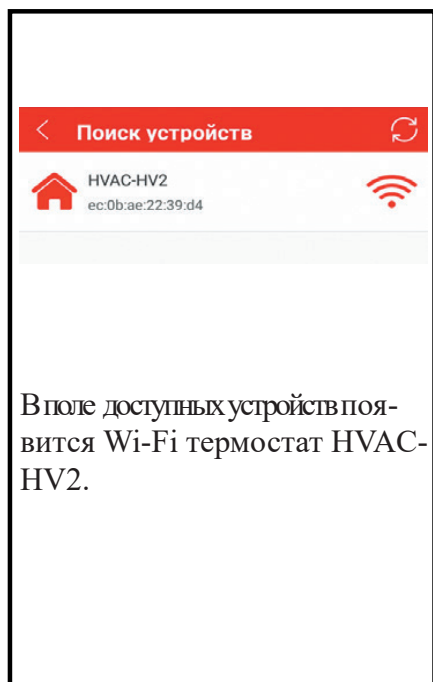 Поиск устройств
HVAC-HV2
ec:0b:ae:22:39:d4
В поле доступных устройств поя-
вится Wi-Fi термостат HVAC-
HV2.